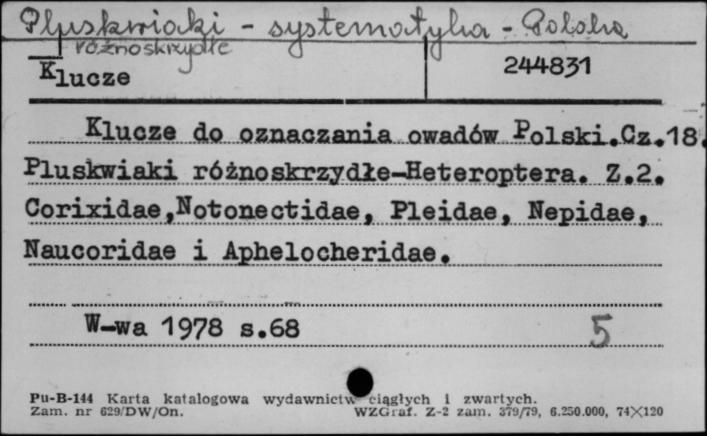 Pluskwiaki - systematyka - Polska
różnoskrzydłe
Klucze
244831
Klucze do oznaczania owadów Polski.Cz.18.
Pluskwiaki różnoskrzydłe-Heteroptera. Z.2.
Corixidae,Notonectidae, Pleidae, Nepidae,
Naucoridae i Aphelocheridae.
W-wa 1978 s.68
5
Pu-B-144 Karta katalogowa wydawnictw ciągłych i zwartych.
Zam. nr 629/DW/On. WZGraf. Z-2 zam. 379/79, 6.250.000, 74×120